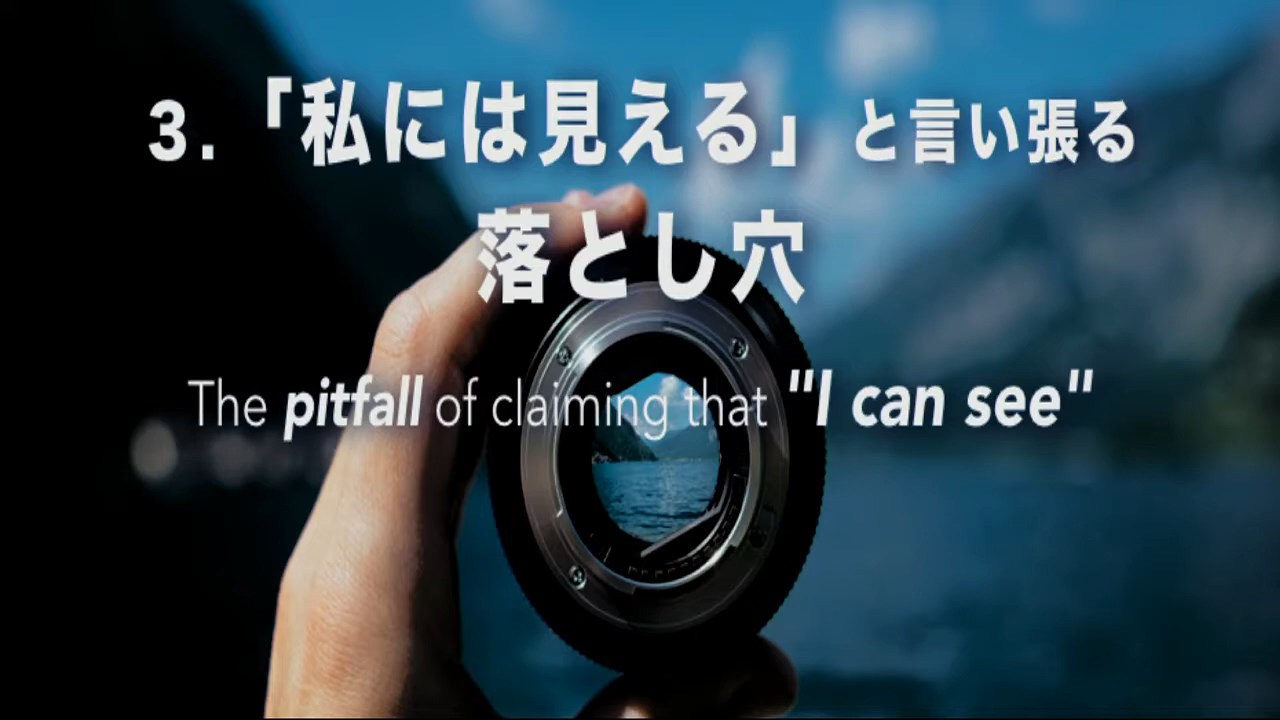 3.「私には見える」と言い張る
落とし穴
The pitfall of claiming that "I can see"